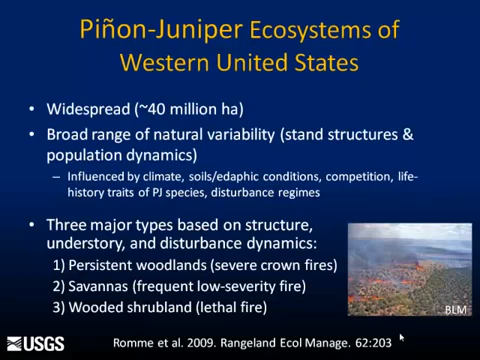 Piñon-Juniper Ecosystems of
Western United States
• Widespread (~40 million ha)
• Broad range of natural variability (stand structures &
population dynamics)
– Influenced by climate, soils/edaphic conditions, competition, life-
history traits of PJ species, disturbance regimes
• Three major types based on structure,
understory, and disturbance dynamics:
1) Persistent woodlands (severe crown fires)
2) Savannas (frequent low-severity fire)
3) Wooded shrubland (lethal fire)
BLM
USGS
Romme et al. 2009. Rangeland Ecol Manage. 62:203